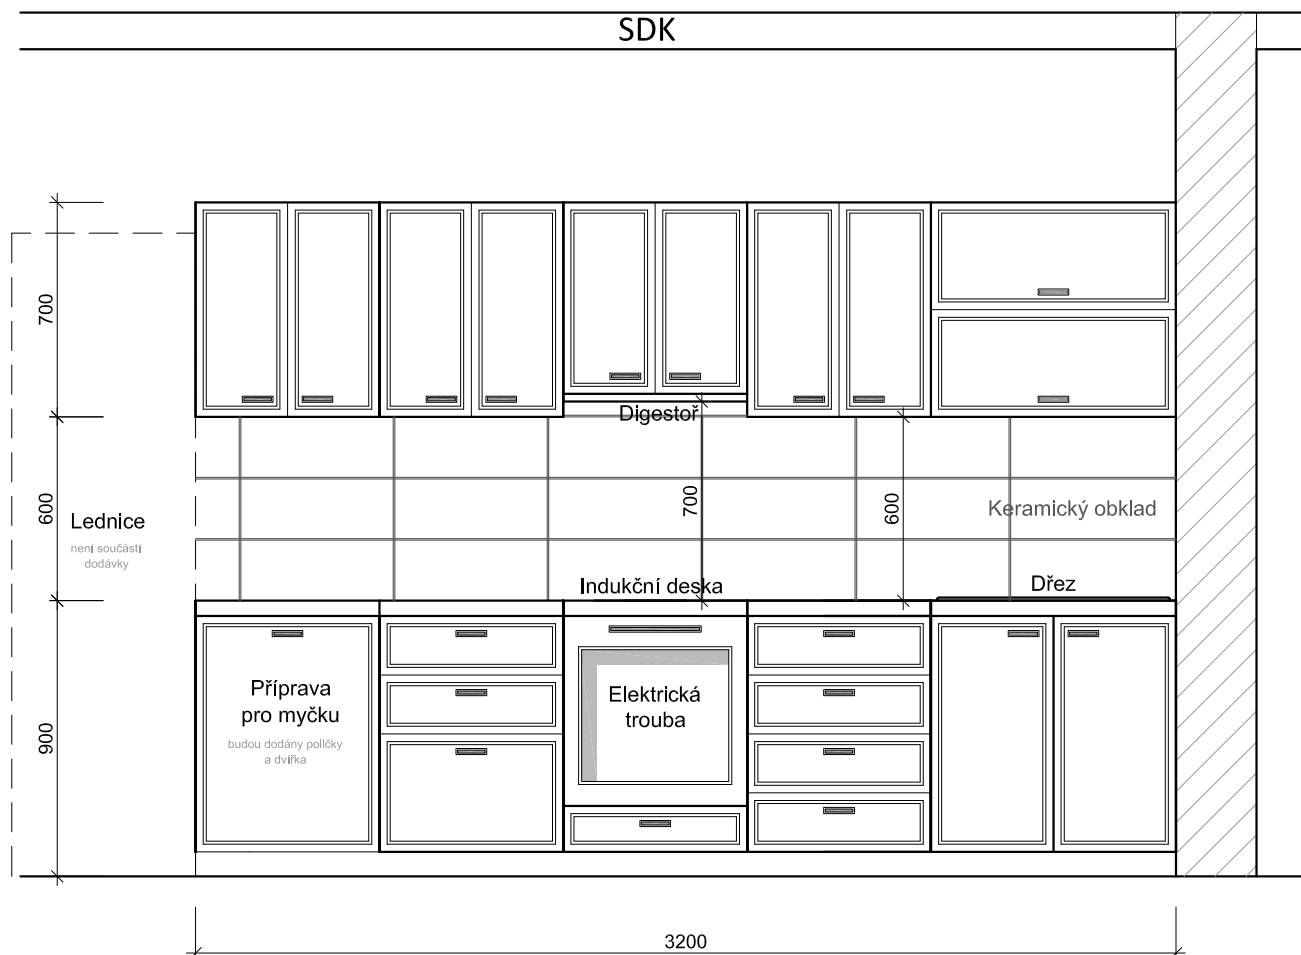 SDK
700
Digestoř
600
700
600
Lednice
není součástí
dodávky
Keramický obklad
Indukční deska
Dřez
900
Příprava
pro myčku
budou dodány poličky
a dvířka
Elektrická
trouba
3200